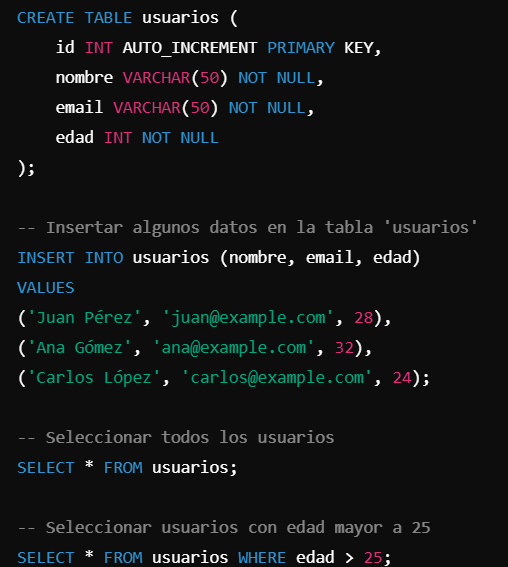 CREATE TABLE usuarios (
    id INT AUTO_INCREMENT PRIMARY KEY,
    nombre VARCHAR(50) NOT NULL,
    email VARCHAR(50) NOT NULL,
    edad INT NOT NULL
);

-- Insertar algunos datos en la tabla 'usuarios'
INSERT INTO usuarios (nombre, email, edad)
VALUES
('Juan Pérez', 'juan@example.com', 28),
('Ana Gómez', 'ana@example.com', 32),
('Carlos López', 'carlos@example.com', 24);

-- Seleccionar todos los usuarios
SELECT * FROM usuarios;

-- Seleccionar usuarios con edad mayor a 25
SELECT * FROM usuarios WHERE edad > 25;